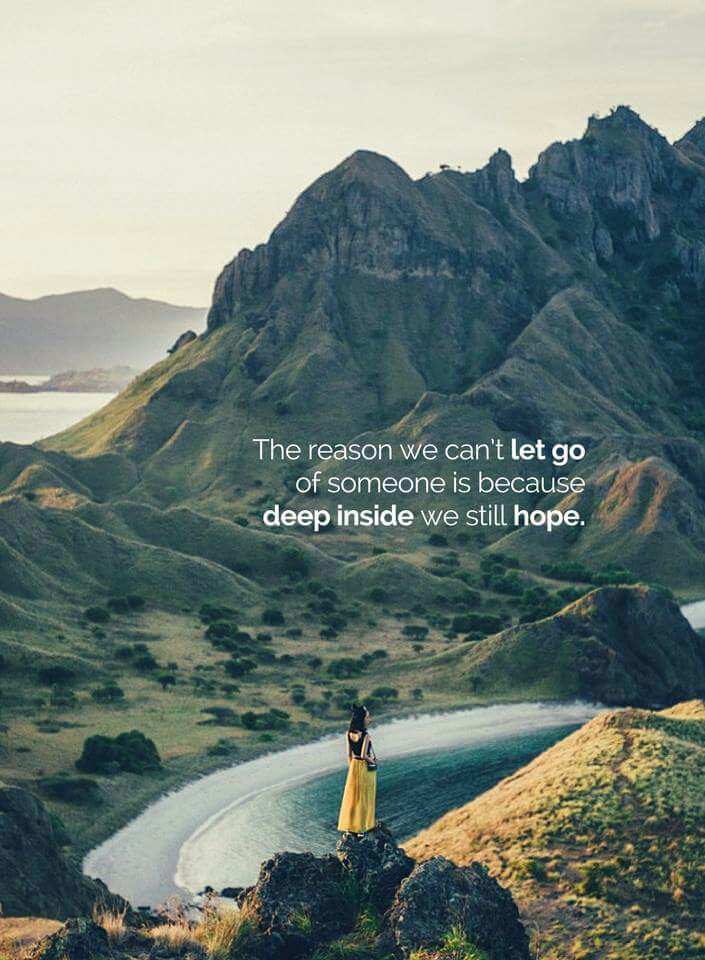 The reason we can't let go
of someone is because
deep inside we still hope.